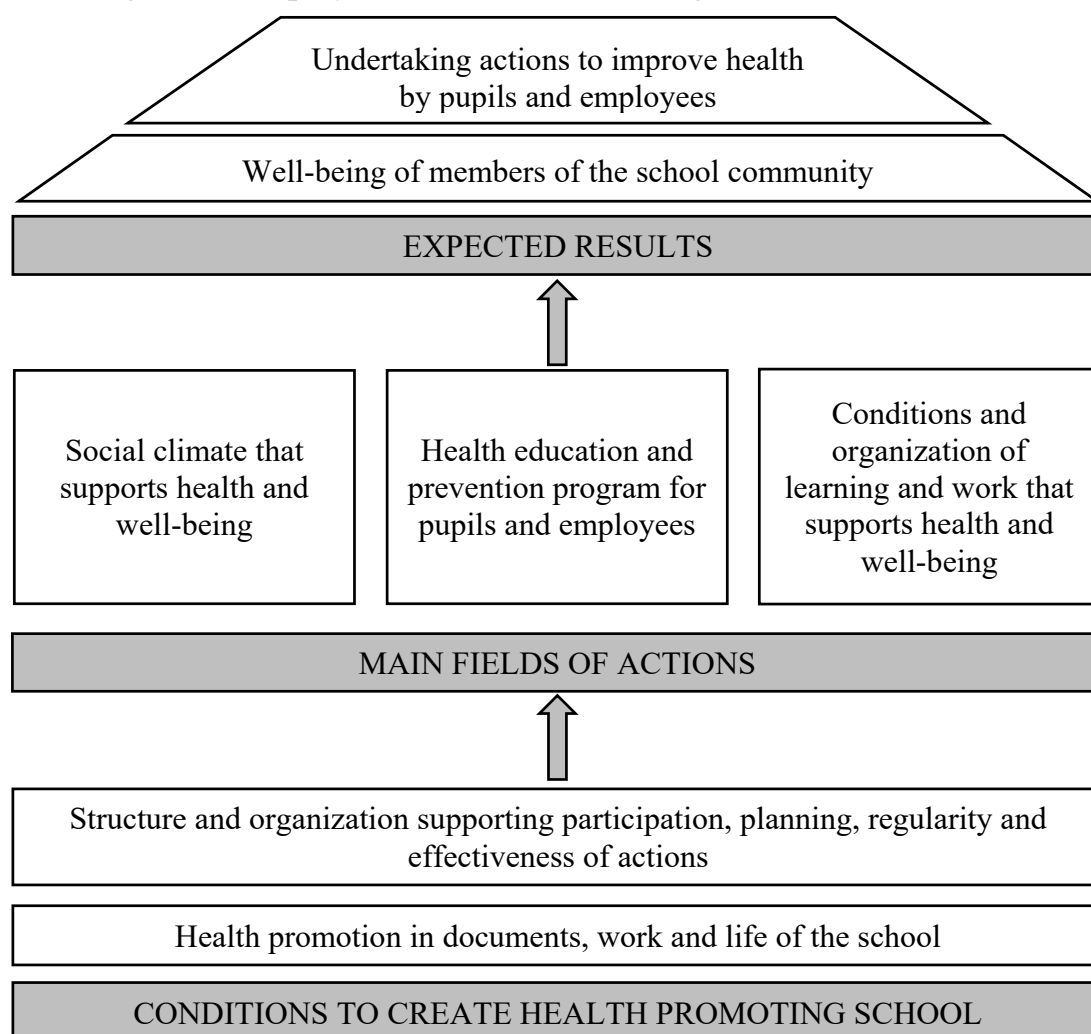 Undertaking actions to improve health
by pupils and employees
Well-being of members of the school community
EXPECTED RESULTS
Social climate that
supports health and
well-being
Health education and
prevention program for
pupils and employees
Conditions and
organization of
learning and work that
supports health and
well-being
MAIN FIELDS OF ACTIONS
Structure and organization supporting participation, planning, regularity and
effectiveness of actions
Health promotion in documents, work and life of the school
CONDITIONS TO CREATE HEALTH PROMOTING SCHOOL